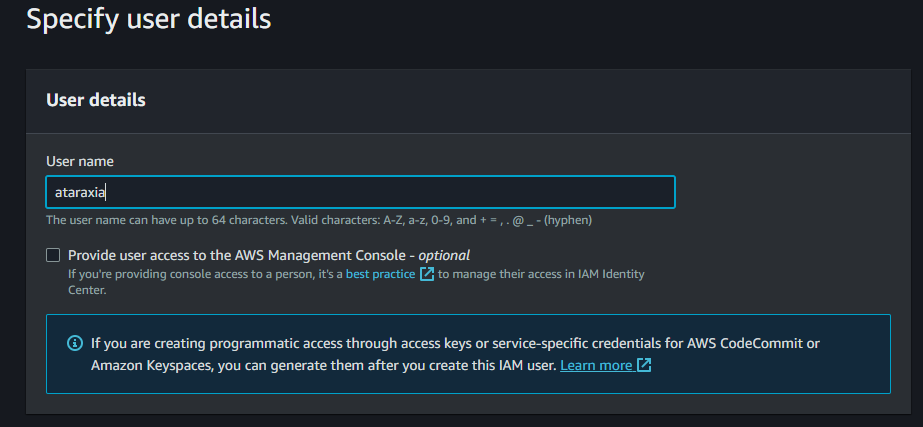 Specify user details
User details
User name
ataraxia
The user name can have up to 64 characters. Valid characters: A-Z, a-z, 0-9, and + = , . @ _ - (hyphen)
Provide user access to the AWS Management Console - optional
If you're providing console access to a person, it's a best practice to manage their access in IAM Identity
Center.
If you are creating programmatic access through access keys or service-specific credentials for AWS CodeCommit or
Amazon Keyspaces, you can generate them after you create this IAM user. Learn more